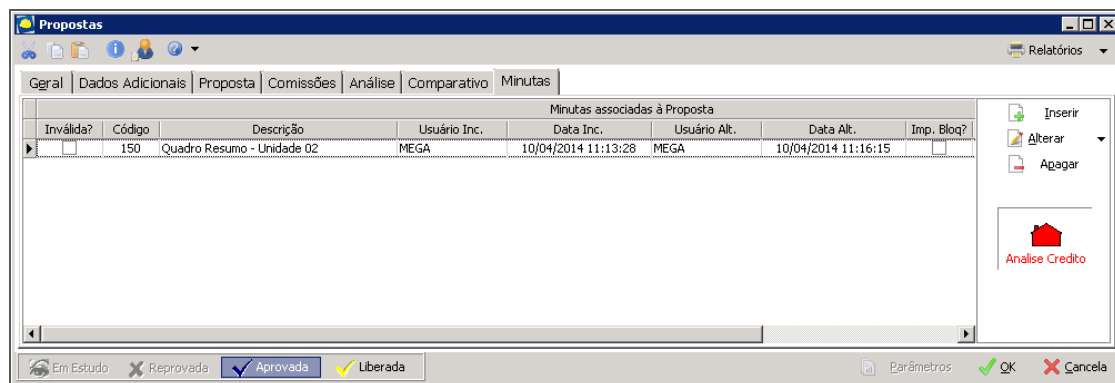 Propostas
Relatórios
Geral Dados Adicionais Proposta Comissões Análise Comparativo Minutas
Minutas associadas à Proposta
Inválida? Código Descrição Usuário Inc. Data Inc. Usuário Alt. Data Alt. Imp. Bloq?
150 Quadro Resumo - Unidade 02 MEGA 10/04/2014 11:13:28 MEGA 10/04/2014 11:16:15
Inserir
Alterar
Apagar
Analise Credito
Em Estudo Reprovada Aprovada Liberada Parâmetros OK Cancela